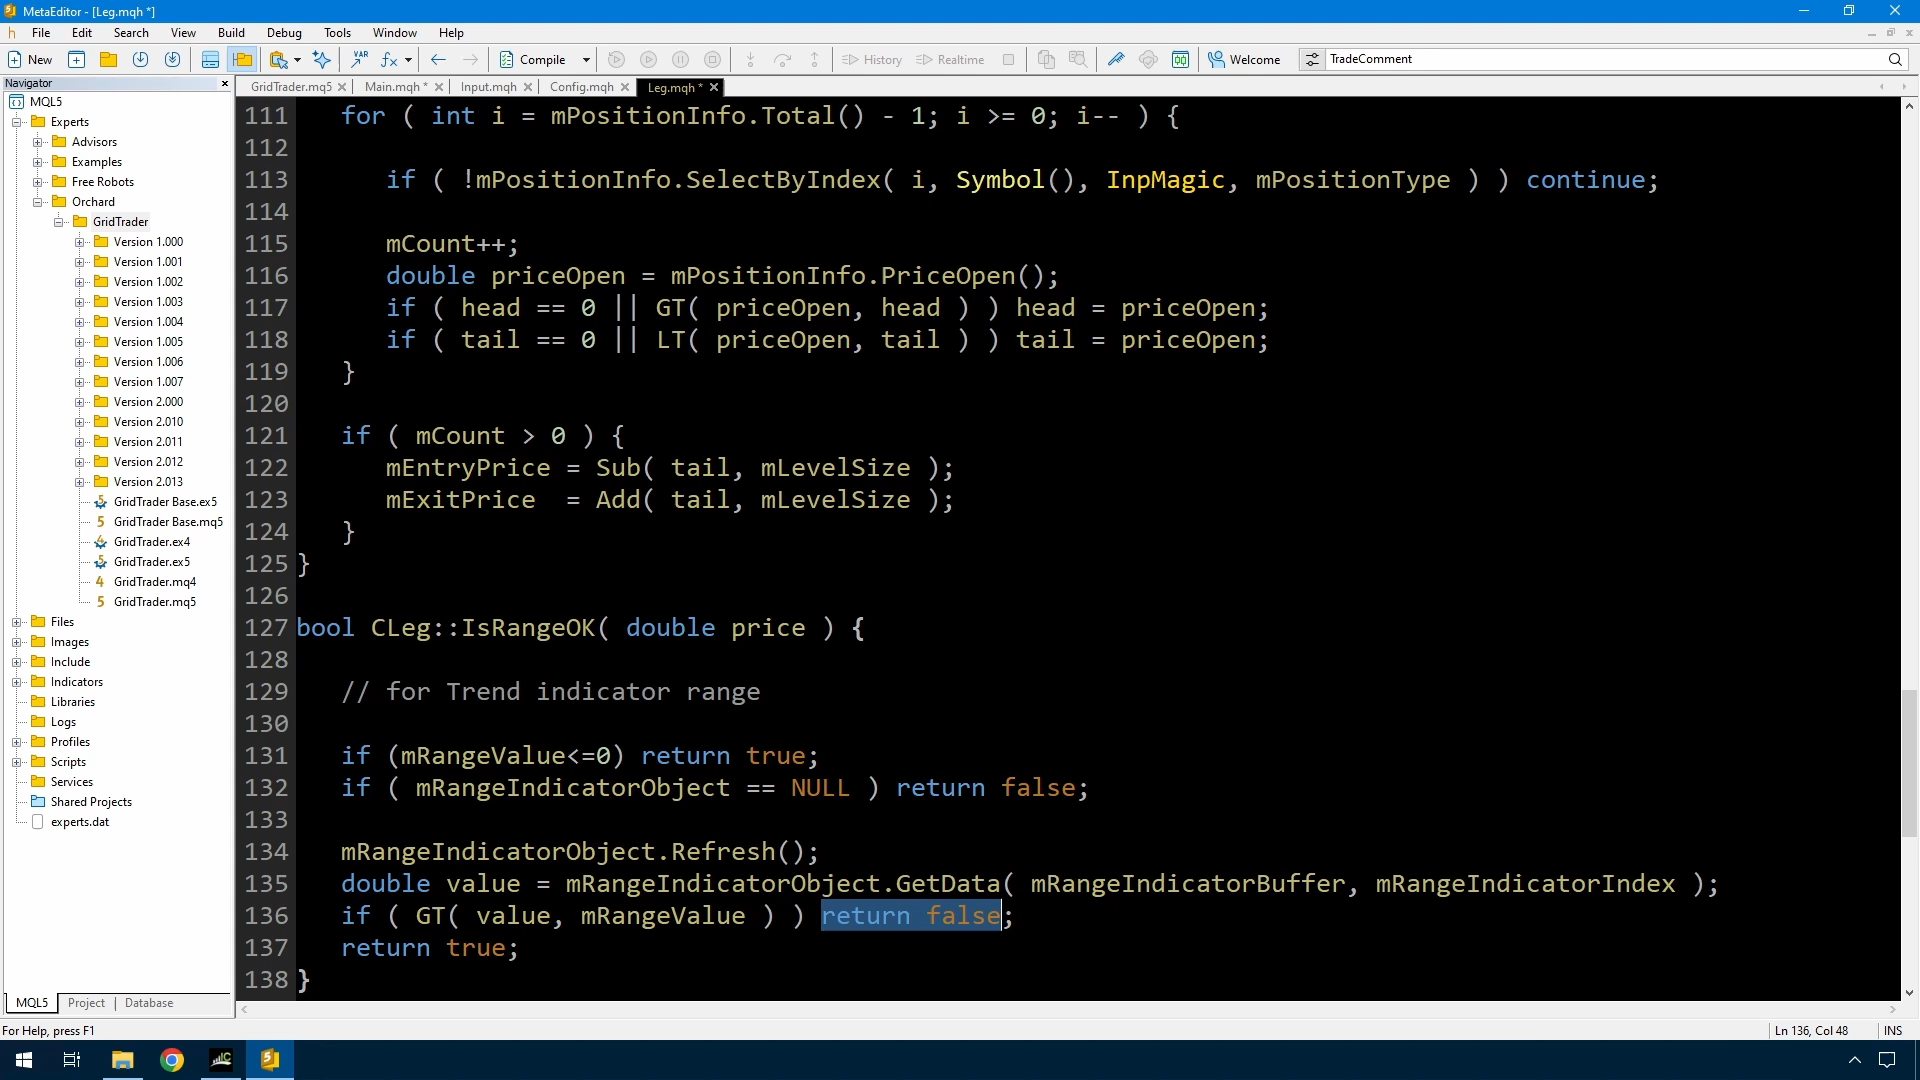 MetaEditor - [Leg.mqh *]
File Edit Search View Build Debug Tools Window Help
New VAR Compile History Realtime Welcome TradeComment
Navigator
GridTrader.mq5 Main.mqh * Input.mqh Config.mqh Leg.mqh *
MQL5
Experts
Advisors
Examples
Free Robots
Orchard
GridTrader
Version 1.000
Version 1.001
Version 1.002
Version 1.003
Version 1.004
Version 1.005
Version 1.006
Version 1.007
Version 2.000
Version 2.010
Version 2.011
Version 2.012
Version 2.013
GridTrader Base.ex5
GridTrader Base.mq5
GridTrader.ex4
GridTrader.ex5
GridTrader.mq4
GridTrader.mq5
Files
Images
Include
Indicators
Libraries
Logs
Profiles
Scripts
Services
Shared Projects
experts.dat
MQL5 Project Database
111 for ( int i = mPositionInfo.Total() - 1; i >= 0; i-- ) {
112
113 if ( !mPositionInfo.SelectByIndex( i, Symbol(), InpMagic, mPositionType ) ) continue;
114
115 mCount++;
116 double priceOpen = mPositionInfo.PriceOpen();
117 if ( head == 0 || GT( priceOpen, head ) ) head = priceOpen;
118 if ( tail == 0 || LT( priceOpen, tail ) ) tail = priceOpen;
119 }
120
121 if ( mCount > 0 ) {
122 mEntryPrice = Sub( tail, mLevelSize );
123 mExitPrice  = Add( tail, mLevelSize );
124 }
125 }
126
127 bool CLeg::IsRangeOK( double price ) {
128
129 // for Trend indicator range
130
131 if (mRangeValue<=0) return true;
132 if ( mRangeIndicatorObject == NULL ) return false;
133
134 mRangeIndicatorObject.Refresh();
135 double value = mRangeIndicatorObject.GetData( mRangeIndicatorBuffer, mRangeIndicatorIndex );
136 if ( GT( value, mRangeValue ) ) return false;
137 return true;
138 }
For Help, press F1 Ln 136, Col 48 INS